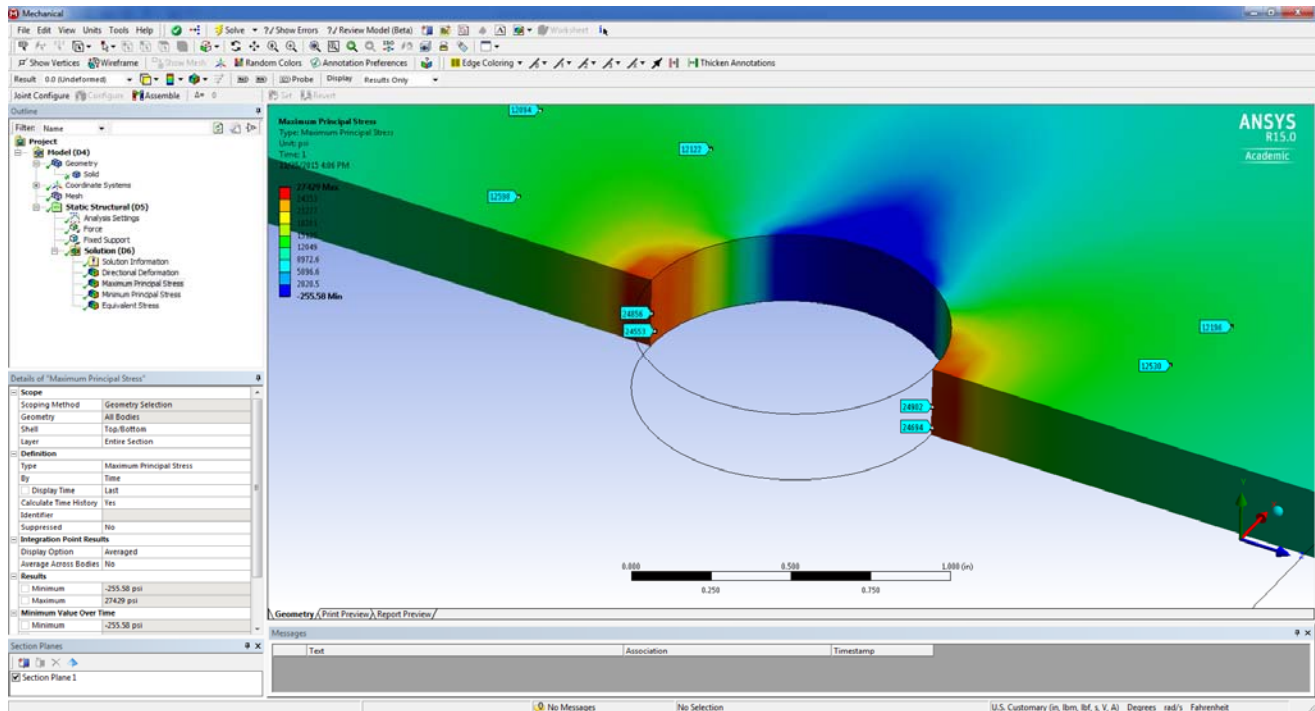 Mechanical
File Edit View Units Tools Help Solve ?/ Show Errors ?/ Review Model (Beta) A Worksheet
Show Vertices Wireframe Show Mesh Random Colors Annotation Preferences Edge Coloring Thicken Annotations
Result 0.0 (Undeformed) Probe Display Results Only
Joint Configure Configure Assemble 0 Set Revert
Outline
Filter: Name
Project
Model (D4)
Geometry
Solid
Coordinate Systems
Mesh
Static Structural (D5)
Analysis Settings
Force
Fixed Support
Solution (D6)
Solution Information
Directional Deformation
Maximum Principal Stress
Minimum Principal Stress
Equivalent Stress
Details of "Maximum Principal Stress"
Scope
Scoping Method Geometry Selection
Geometry All Bodies
Shell Top/Bottom
Layer Entire Section
Definition
Type Maximum Principal Stress
By Time
Display Time Last
Calculate Time History Yes
Identifier
Suppressed No
Integration Point Results
Display Option Averaged
Average Across Bodies No
Results
Minimum -255.58 psi
Maximum 27429 psi
Minimum Value Over Time
Minimum -255.58 psi
Section Planes
Section Plane 1
Maximum Principal Stress
Type: Maximum Principal Stress
Unit: psi
Time: 1
4:06 PM
27429 Max
12049
8972.6
5896.6
2820.5
-255.58 Min
12094
12122
12590
24856
24553
12196
12530
24902
24694
ANSYS
R15.0
Academic
0.000 0.500 1.000 (in)
0.250 0.750
Geometry Print Preview Report Preview
Messages
Text Association Timestamp
No Messages No Selection U.S. Customary (in, lbm, lbf, s, V, A) Degrees rad/s Fahrenheit